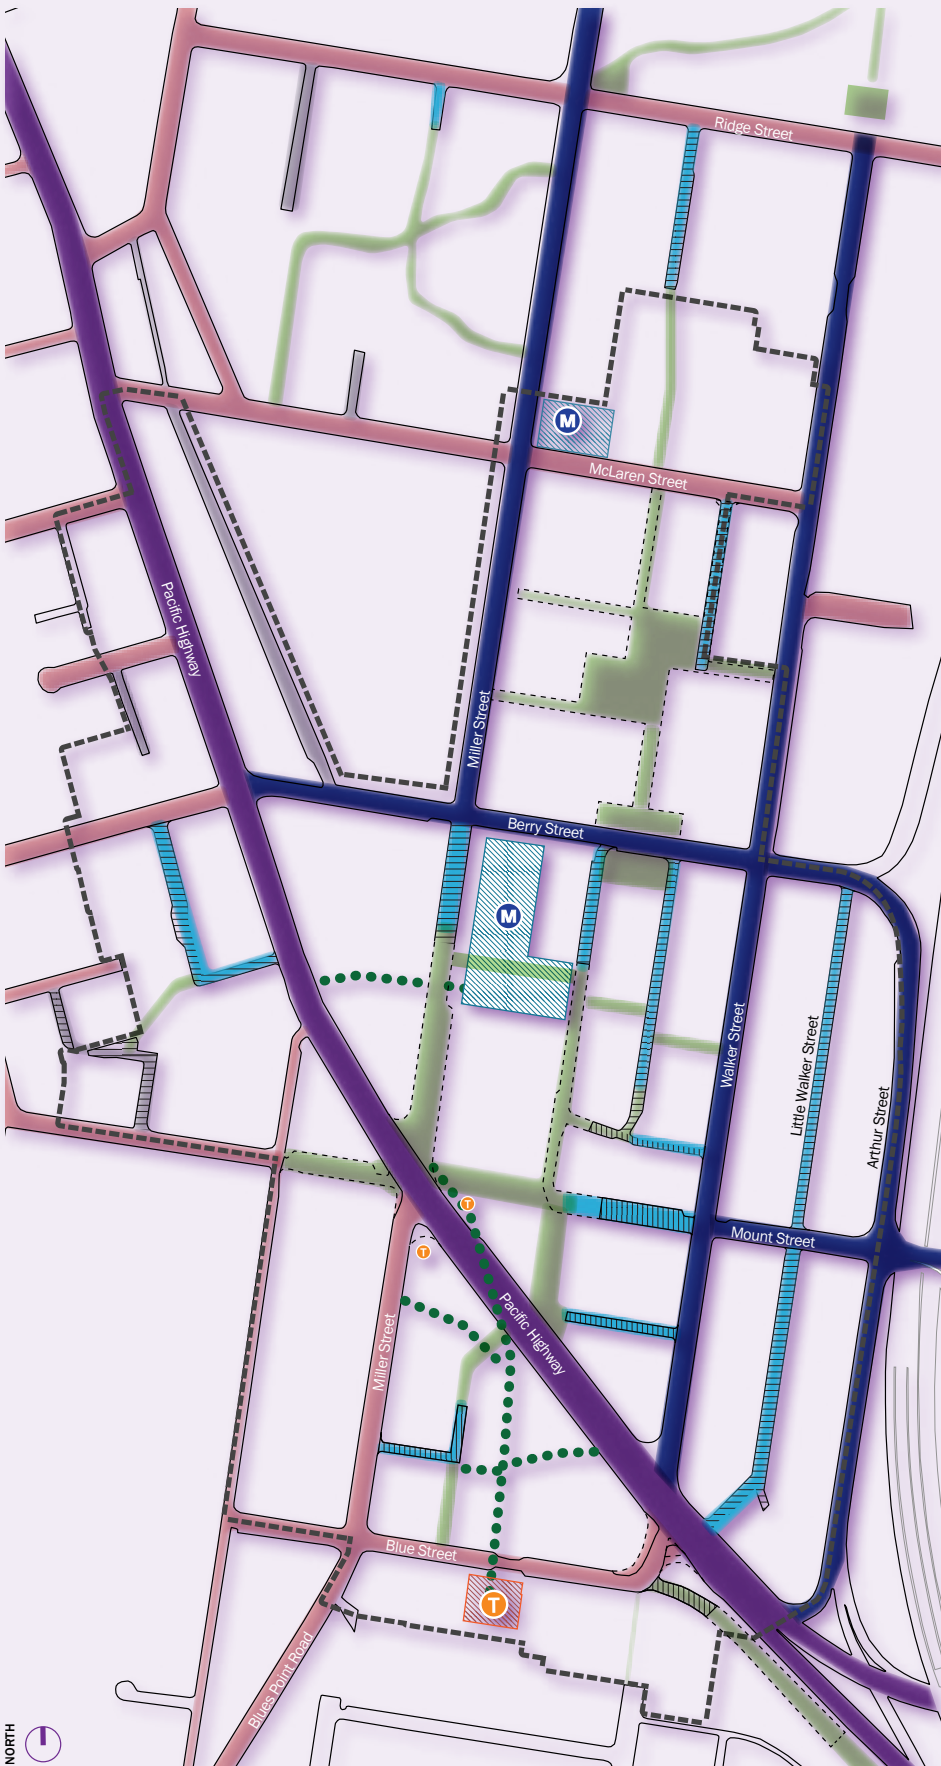 Ridge Street
M
McLaren Street
Pacific Highway
Miller Street
Berry Street
M
Walker Street
Little Walker Street
Arthur Street
T
Mount Street
T
Pacific Highway
Miller Street
Blue Street
T
Blues Point Road
NORTH